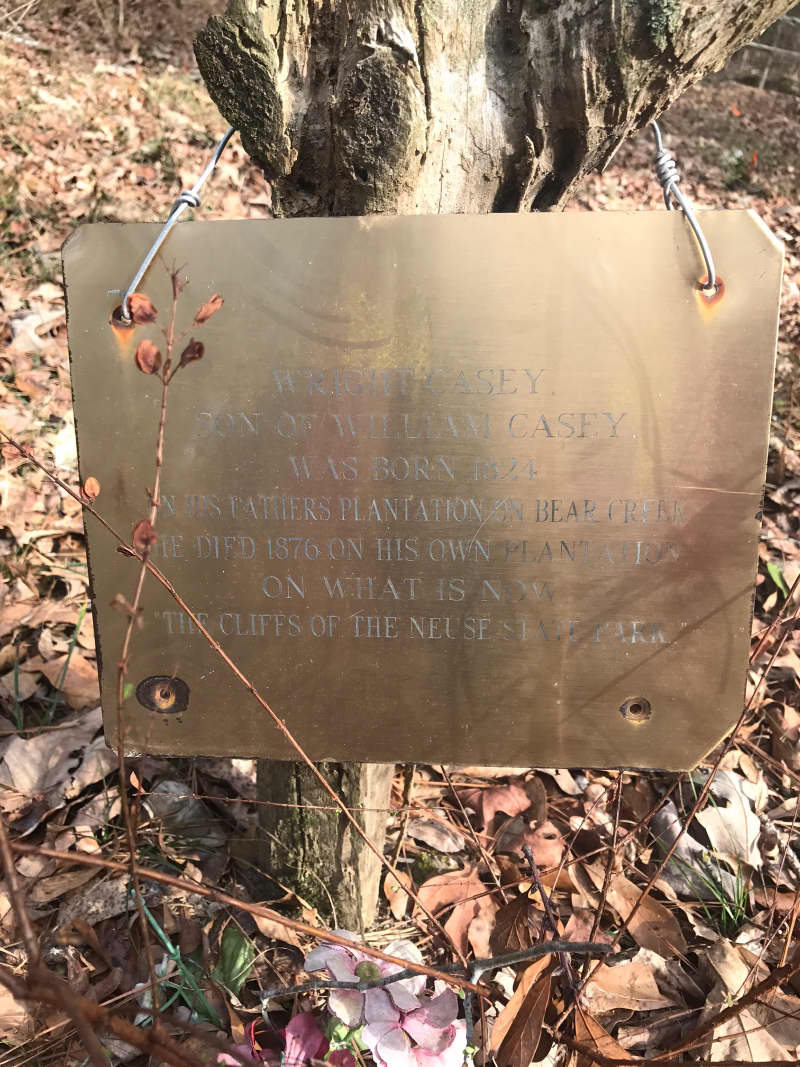 WRIGHT CASEY
SON OF WILLIAM CASEY
WAS BORN 1824
ON HIS FATHERS PLANTATION ON BEAR CREEK
HE DIED 1876 ON HIS OWN PLANTATION
ON WHAT IS NOW
"THE CLIFFS OF THE NEUSE STATE PARK."